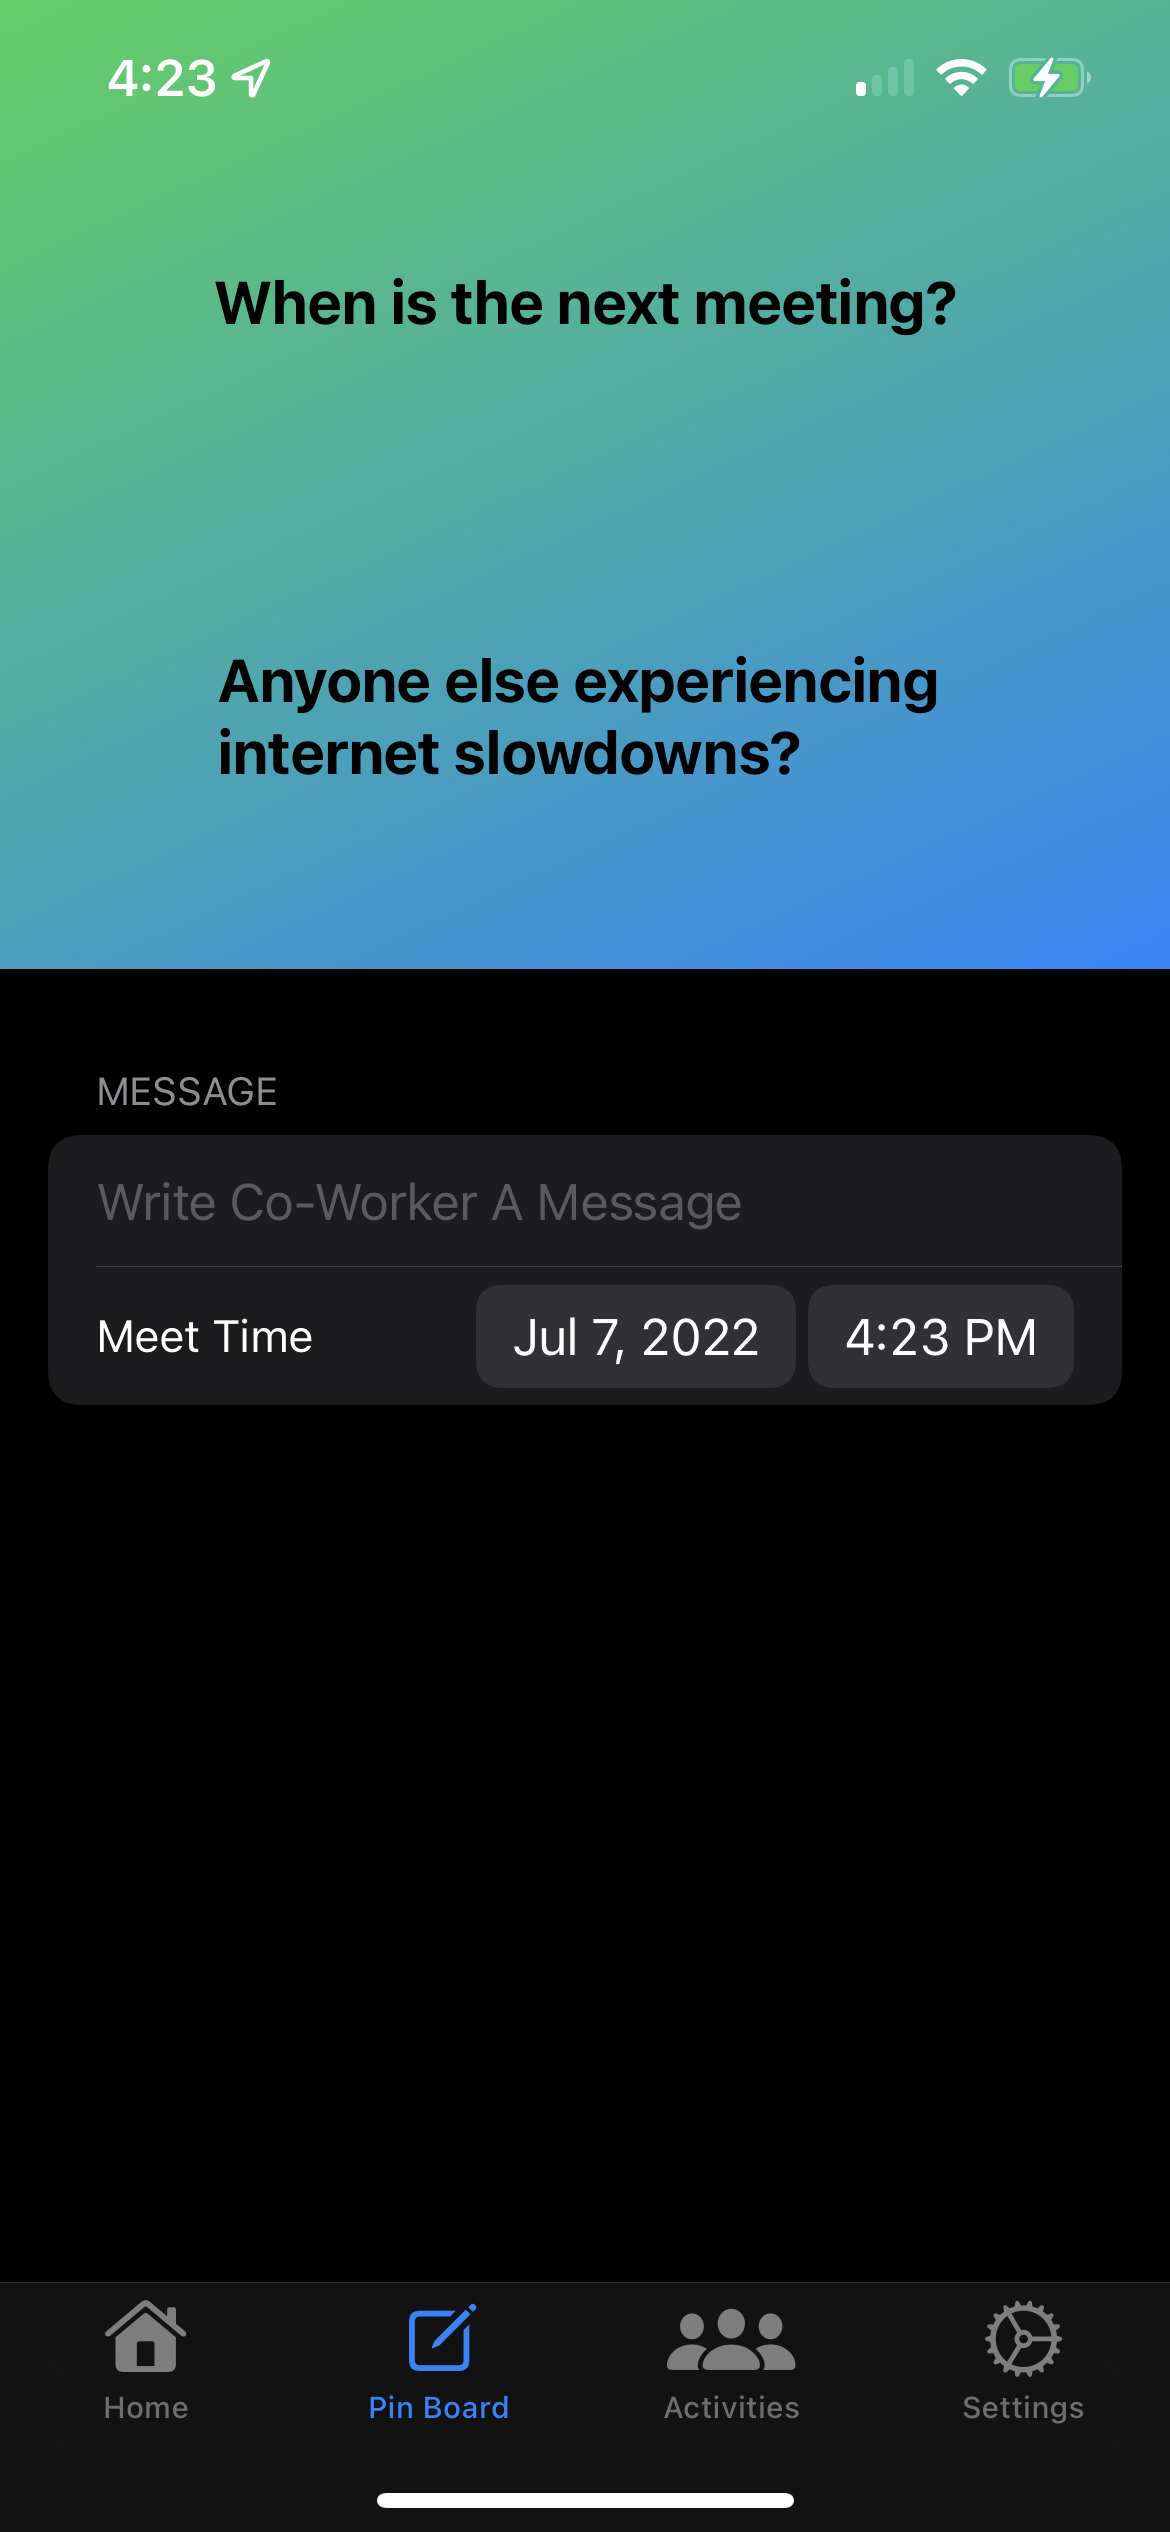 4:23
When is the next meeting?
Anyone else experiencing
internet slowdowns?
MESSAGE
Write Co-Worker A Message
Meet Time Jul 7, 2022 4:23 PM
Home Pin Board Activities Settings